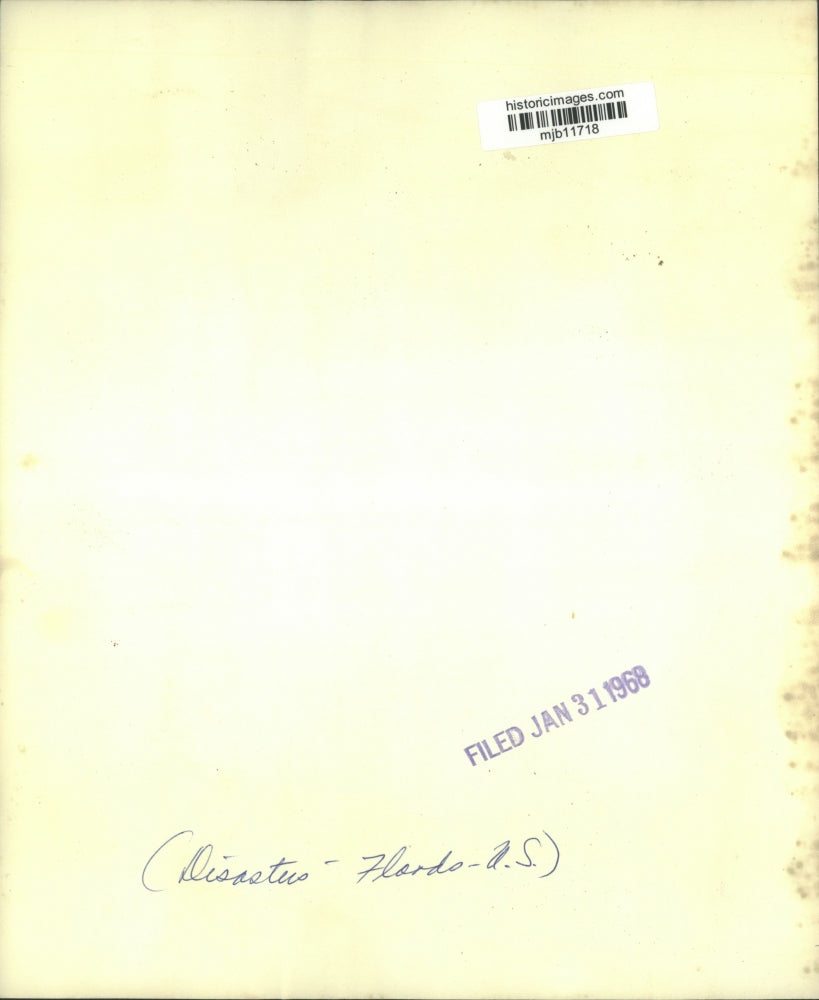 historicimages.com
mjb11718
FILED JAN 31 1968
(Disasters - Floods - U.S.)